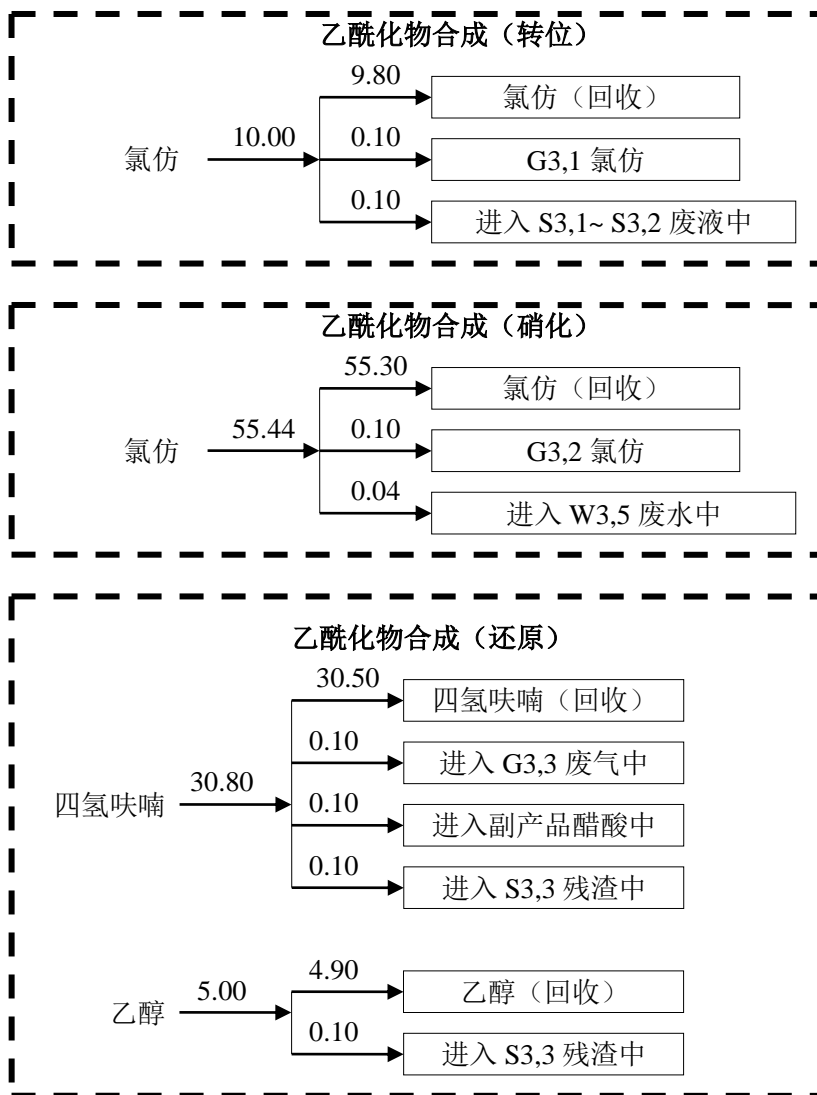 乙酰化物合成（转位）
9.80
氯仿（回收）
氯仿
10.00
0.10
G3,1 氯仿
0.10
进入 S3,1~ S3,2 废液中
乙酰化物合成（硝化）
55.30
氯仿（回收）
氯仿
55.44
0.10
G3,2 氯仿
0.04
进入 W3,5 废水中
乙酰化物合成（还原）
30.50
四氢呋喃（回收）
0.10
进入 G3,3 废气中
四氢呋喃
30.80
0.10
进入副产品醋酸中
0.10
进入 S3,3 残渣中
4.90
乙醇（回收）
乙醇
5.00
0.10
进入 S3,3 残渣中